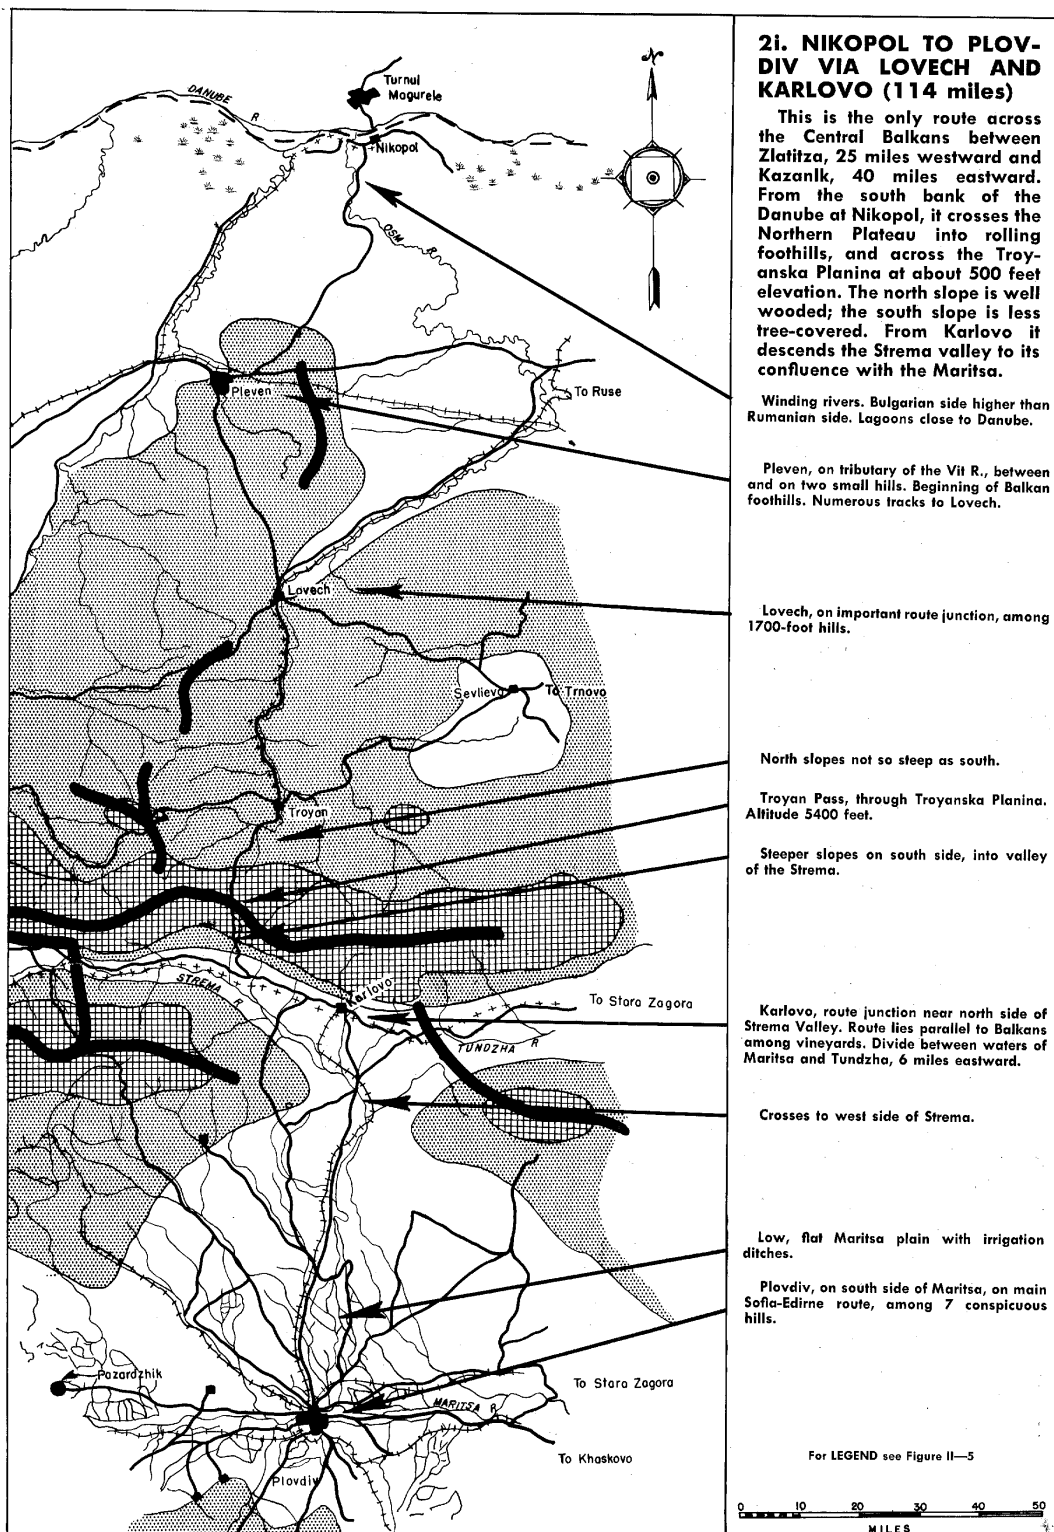 2i. NIKOPOL TO PLOV-
DIV VIA LOVECH AND
KARLOVO (114 miles)
This is the only route across
the Central Balkans between
Zlatitza, 25 miles westward and
Kazanlk, 40 miles eastward.
From the south bank of the
Danube at Nikopol, it crosses the
Northern Plateau into rolling
foothills, and across the Troy-
anska Planina at about 500 feet
elevation. The north slope is well
wooded; the south slope is less
tree-covered. From Karlovo it
descends the Strema valley to its
confluence with the Maritsa.
Winding rivers. Bulgarian side higher than
Rumanian side. Lagoons close to Danube.
Pleven, on tributary of the Vit R., between
and on two small hills. Beginning of Balkan
foothills. Numerous tracks to Lovech.
Lovech, on important route junction, among
1700-foot hills.
North slopes not so steep as south.
Troyan Pass, through Troyanska Planina.
Altitude 5400 feet.
Steeper slopes on south side, into valley
of the Strema.
Karlovo, route junction near north side of
Strema Valley. Route lies parallel to Balkans
among vineyards. Divide between waters of
Maritsa and Tundzha, 6 miles eastward.
Crosses to west side of Strema.
Low, flat Maritsa plain with irrigation
ditches.
Plovdiv, on south side of Maritsa, on main
Sofia-Edirne route, among 7 conspicuous
hills.
For LEGEND see Figure II—5
0 10 20 30 40 50
MILES
N
Turnul
Magurele
DANUBE R
Nikopol
OSM R
Pleven
To Ruse
Lovech
Sevlievo
To Trnovo
Troyan
STREMA R
Karlovo
To Stara Zagora
TUNDZHA R
Pazardzhik
To Stara Zagora
MARITSA R
To Khaskovo
Plovdiv